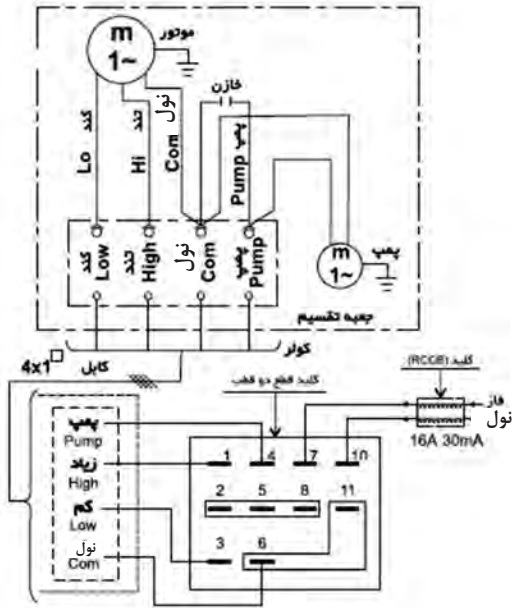 m
1~
موتور
خازن
Lo کند
Hi تند
Com نول
Pump پمپ
Low کند
High تند
Com نول
Pump پمپ
m
1~
پمپ
جعبه تقسیم
کولر
4x1
کابل
کلید قطع دو قطب
کلید (RCCB)
فاز
نول
16A 30mA
پمپ
Pump
زیاد
High
کم
Low
نول
Com
1 4 7 10
2 5 8 11
3 6